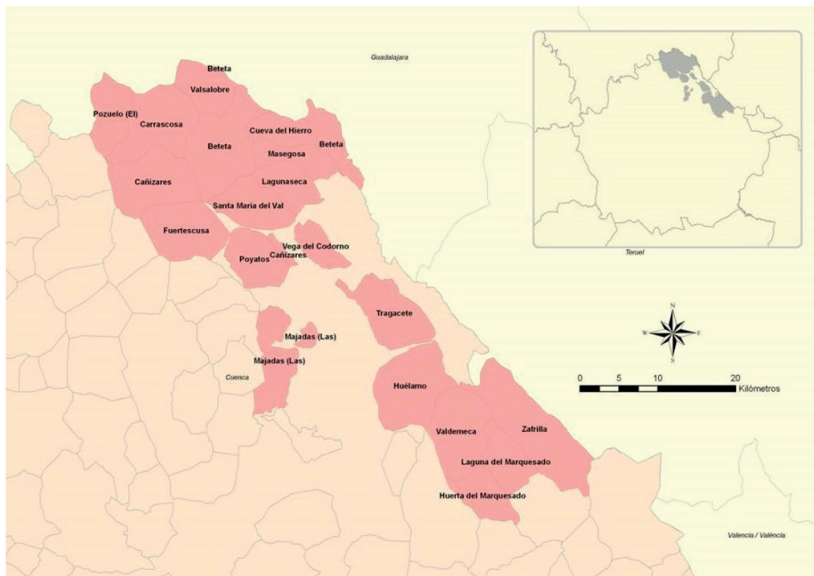 Guadalajara
Beteta
Valsalobre
Pozuelo (El)
Carrascosa
Cueva del Hierro
Beteta
Beteta
Masegosa
Cañizares
Lagunaseca
Santa María del Val
Fuertescusa
Vega del Codorno
Cañizares
Poyatos
Teruel
Tragacete
Majadas (Las)
Majadas (Las)
Cuenca
Huélamo
N
W
E
S
0
5
10
20
Kilómetros
Valdemeca
Zafrilla
Laguna del Marquesado
Huerta del Marquesado
Valencia / València